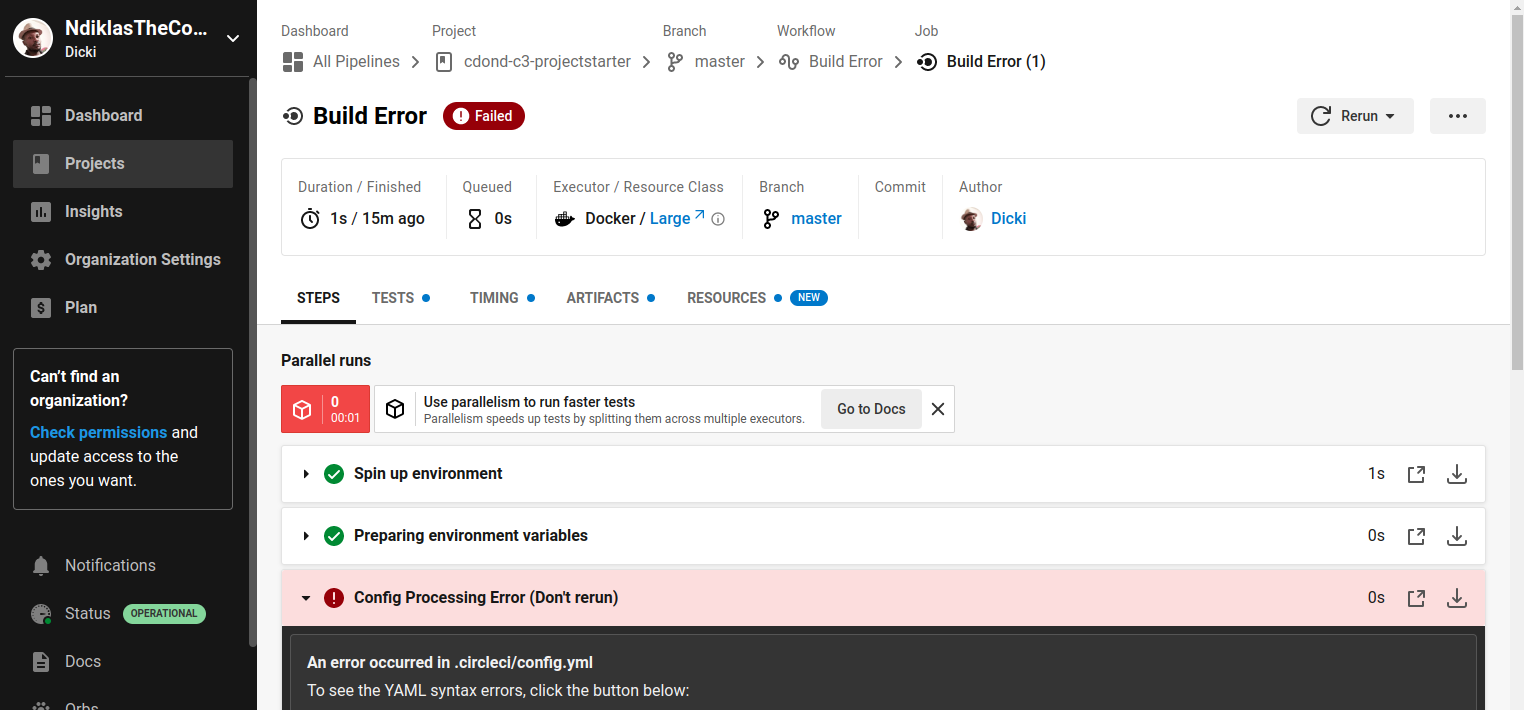 NdiklasTheCo...
Dicki
Dashboard
Projects
Insights
Organization Settings
Plan
Can't find an
organization?
Check permissions and
update access to the
ones you want.
Notifications
Status OPERATIONAL
Docs
Orbs
Dashboard Project Branch Workflow Job
All Pipelines cdond-c3-projectstarter master Build Error Build Error (1)
Build Error Failed Rerun
Duration / Finished Queued Executor / Resource Class Branch Commit Author
1s / 15m ago 0s Docker / Large master Dicki
STEPS TESTS TIMING ARTIFACTS RESOURCES NEW
Parallel runs
0
00:01
Use parallelism to run faster tests
Parallelism speeds up tests by splitting them across multiple executors.
Go to Docs
Spin up environment 1s
Preparing environment variables 0s
Config Processing Error (Don't rerun) 0s
An error occurred in .circleci/config.yml
To see the YAML syntax errors, click the button below: